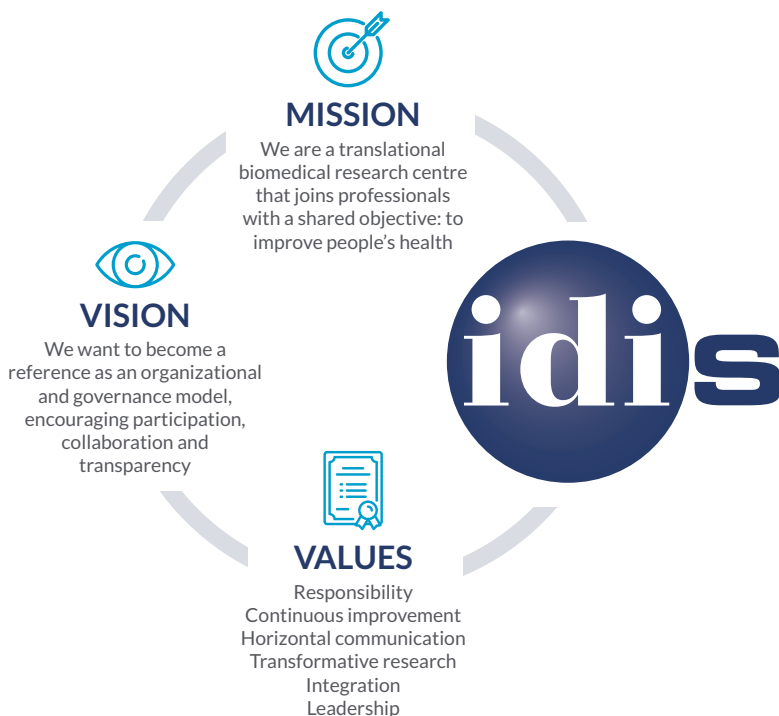 MISSION
We are a translational
biomedical research centre
that joins professionals
with a shared objective: to
improve people's health
VISION
We want to become a
reference as an organizational
and governance model,
encouraging participation,
collaboration and
transparency
idis
VALUES
Responsibility
Continuous improvement
Horizontal communication
Transformative research
Integration
Leadership